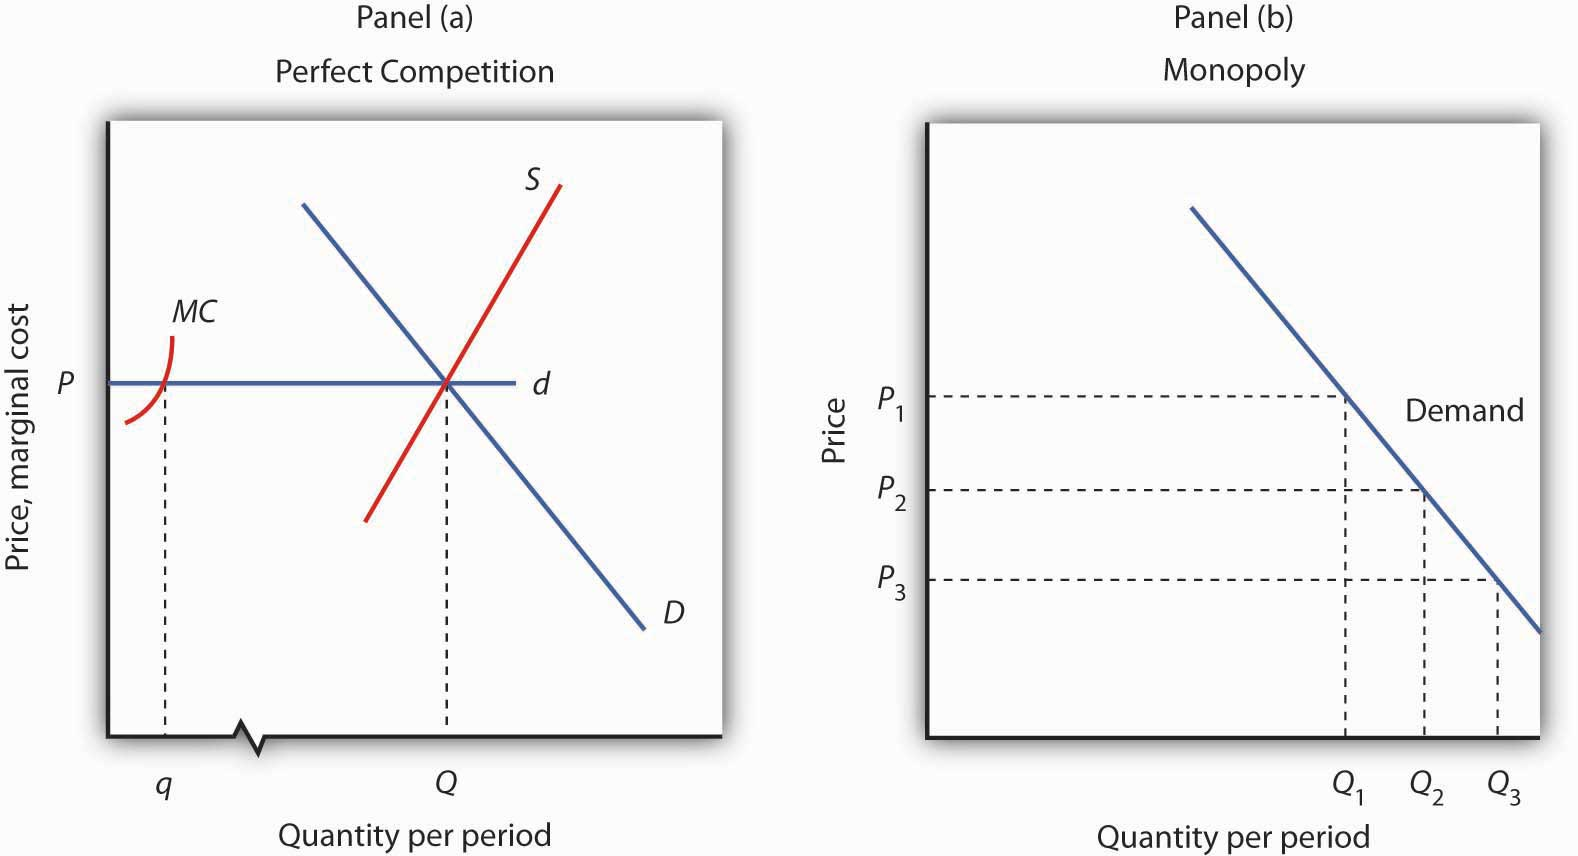 Panel (a)
Perfect Competition
S
MC
P
d
D
Price, marginal cost
q
Q
Quantity per period
Panel (b)
Monopoly
P1
Demand
Price
P2
P3
Q1
Q2
Q3
Quantity per period